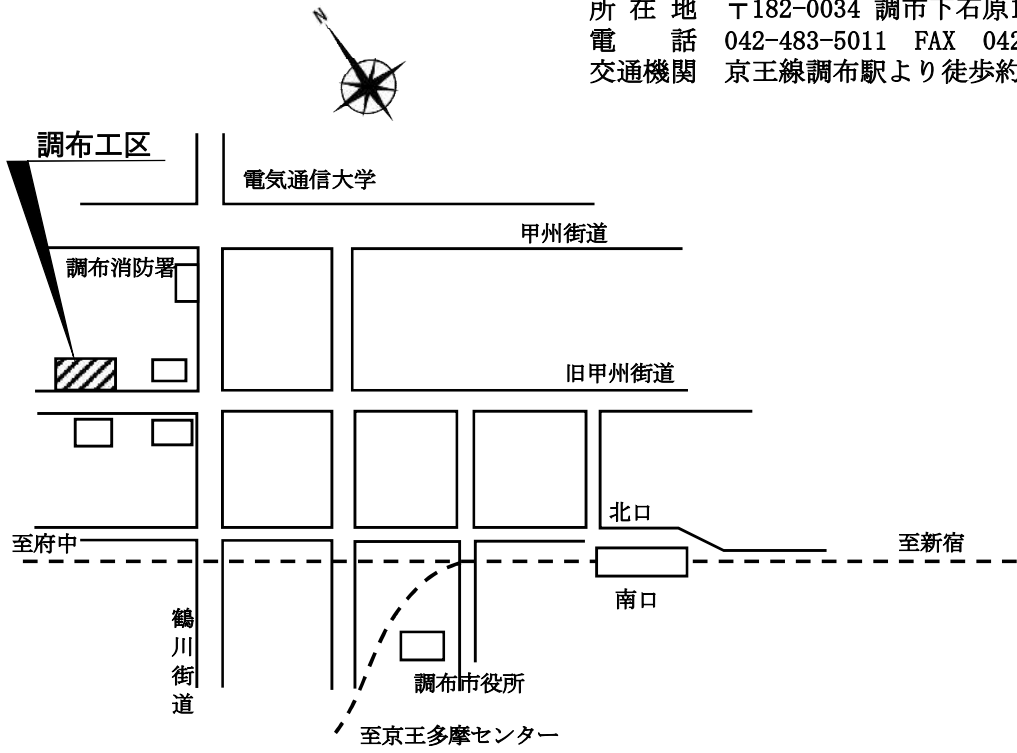 所在地 〒182-0034 調布市下石原1
電話 042-483-5011 FAX 042
交通機関 京王線調布駅より徒歩約
N
調布工区
電気通信大学
甲州街道
調布消防署
旧甲州街道
北口
至府中
至新宿
南口
鶴川街道
調布市役所
至京王多摩センター